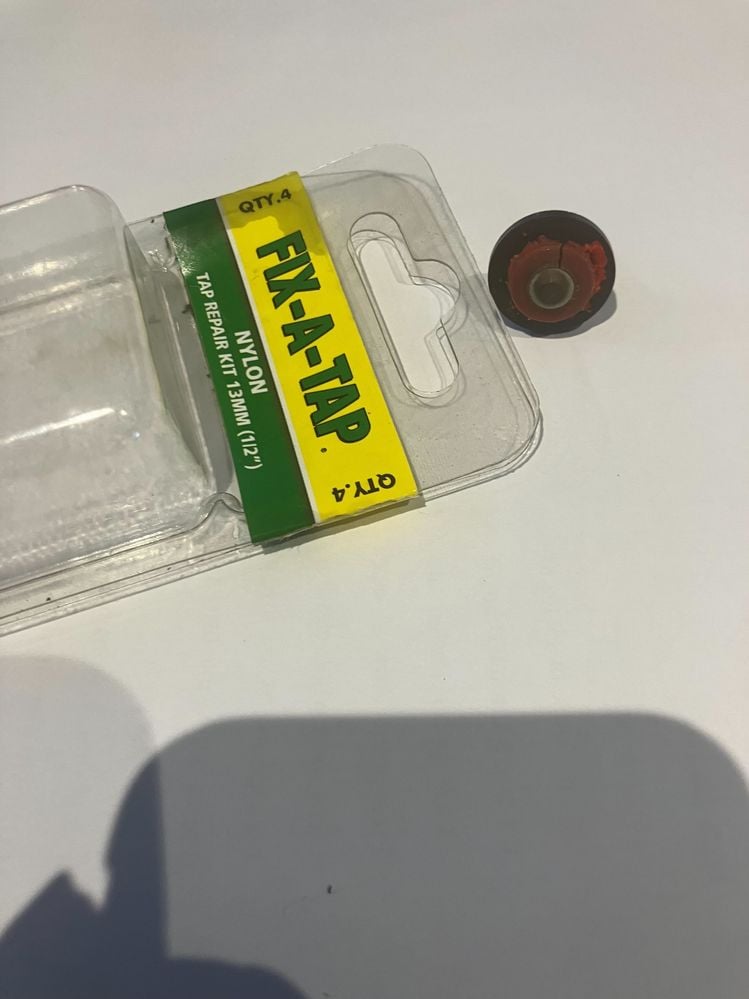 QTY.4
FIX-A-TAP.
QTY.4
NYLON
TAP REPAIR KIT 13MM (1/2")